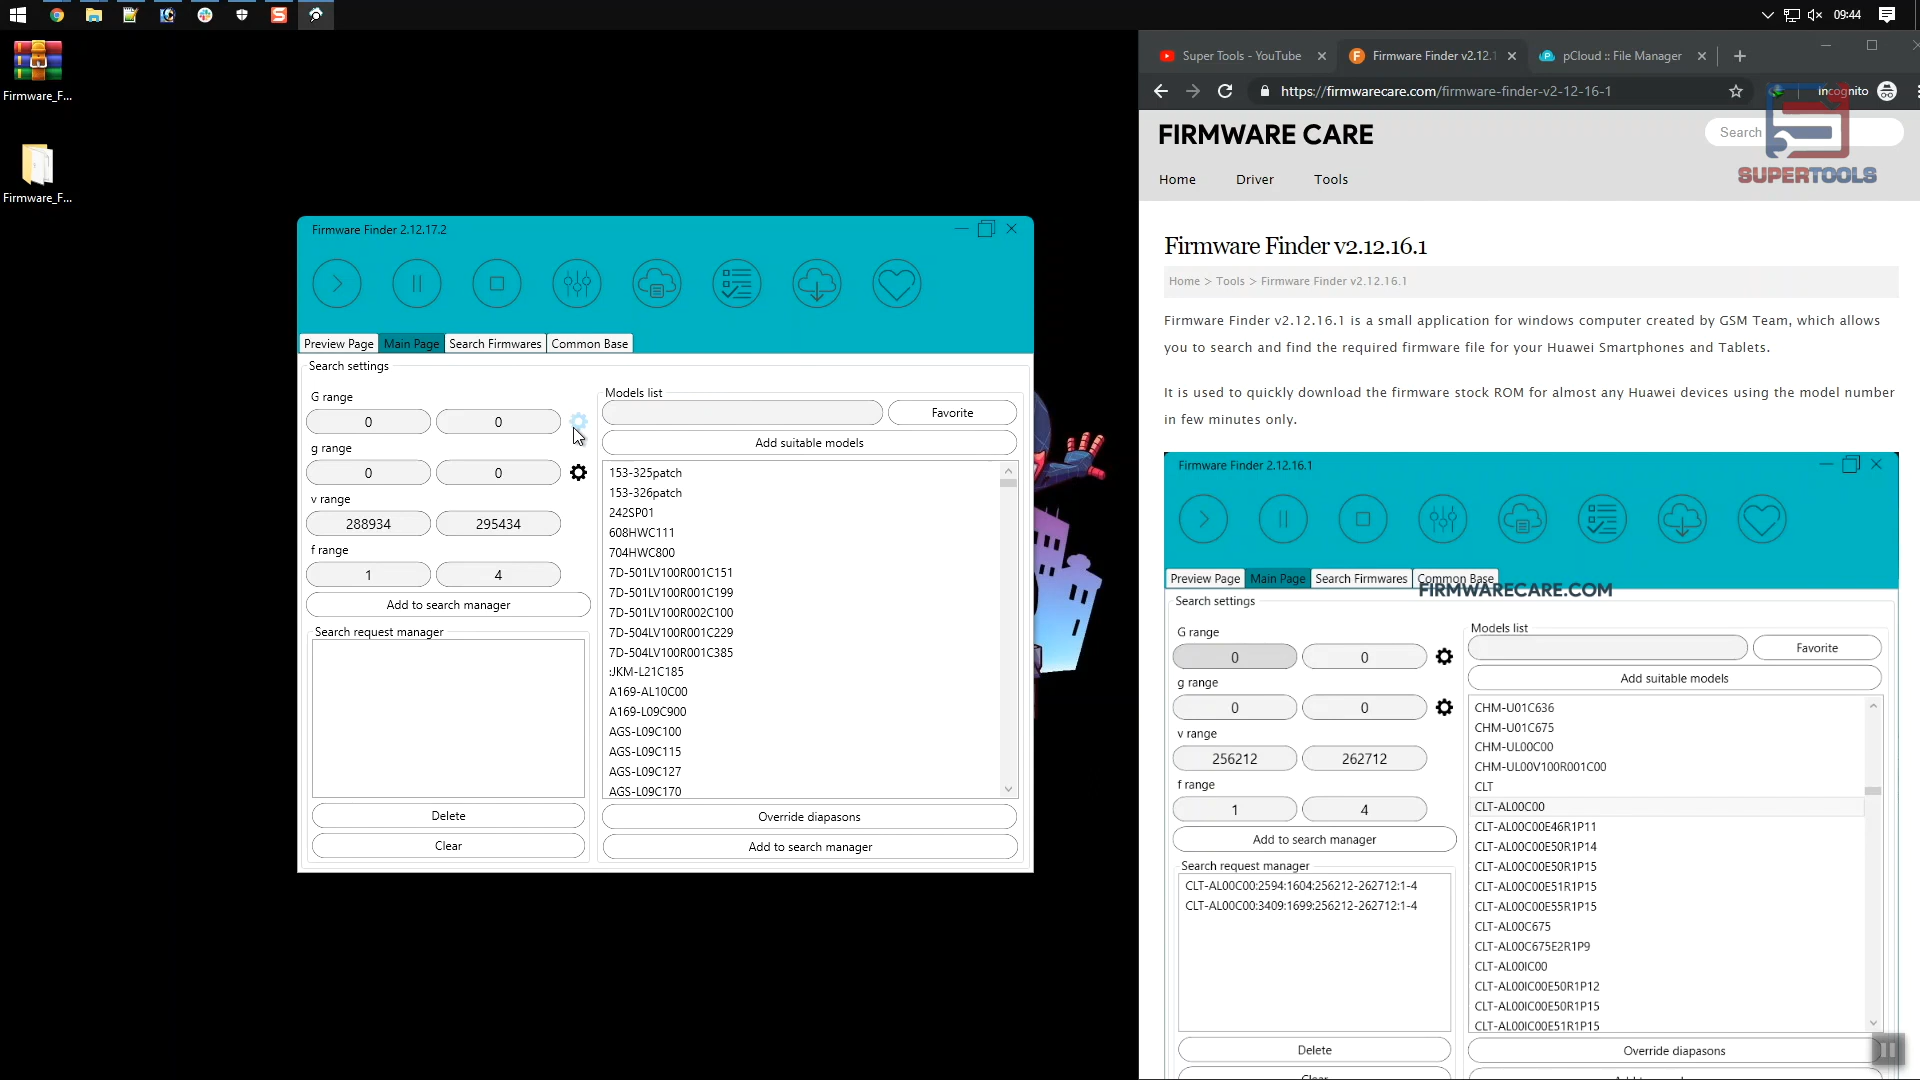 09:44
Firmware_F...
Firmware_F...
Firmware Finder 2.12.17.2
Preview Page
Main Page
Search Firmwares
Common Base
Search settings
G range
0
0
g range
0
0
v range
288934
295434
f range
1
4
Add to search manager
Search request manager
Delete
Clear
Models list
Favorite
Add suitable models
153-325patch
153-326patch
242SP01
608HWC111
704HWC800
7D-501LV100R001C151
7D-501LV100R001C199
7D-501LV100R002C100
7D-504LV100R001C229
7D-504LV100R001C385
:JKM-L21C185
A169-AL10C00
A169-L09C900
AGS-L09C100
AGS-L09C115
AGS-L09C127
AGS-L09C170
Override diapasons
Add to search manager
Super Tools - YouTube
Firmware Finder v2.12.1
pCloud :: File Manager
https://firmwarecare.com/firmware-finder-v2-12-16-1
Incognito
FIRMWARE CARE
Search
SUPERTOOLS
Home
Driver
Tools
Firmware Finder v2.12.16.1
Home > Tools > Firmware Finder v2.12.16.1
Firmware Finder v2.12.16.1 is a small application for windows computer created by GSM Team, which allows
you to search and find the required firmware file for your Huawei Smartphones and Tablets.
It is used to quickly download the firmware stock ROM for almost any Huawei devices using the model number
in few minutes only.
Firmware Finder 2.12.16.1
Preview Page
Main Page
Search Firmwares
Common Base
FIRMWARECARE.COM
Search settings
G range
0
0
g range
0
0
v range
256212
262712
f range
1
4
Add to search manager
Search request manager
CLT-AL00C00:2594:1604:256212-262712:1-4
CLT-AL00C00:3409:1699:256212-262712:1-4
Delete
Clear
Models list
Favorite
Add suitable models
CHM-U01C636
CHM-U01C675
CHM-UL00C00
CHM-UL00V100R001C00
CLT
CLT-AL00C00
CLT-AL00C00E46R1P11
CLT-AL00C00E50R1P14
CLT-AL00C00E50R1P15
CLT-AL00C00E51R1P15
CLT-AL00C00E55R1P15
CLT-AL00C675
CLT-AL00C675E2R1P9
CLT-AL00IC00
CLT-AL00IC00E50R1P12
CLT-AL00IC00E50R1P15
CLT-AL00IC00E51R1P15
Override diapasons